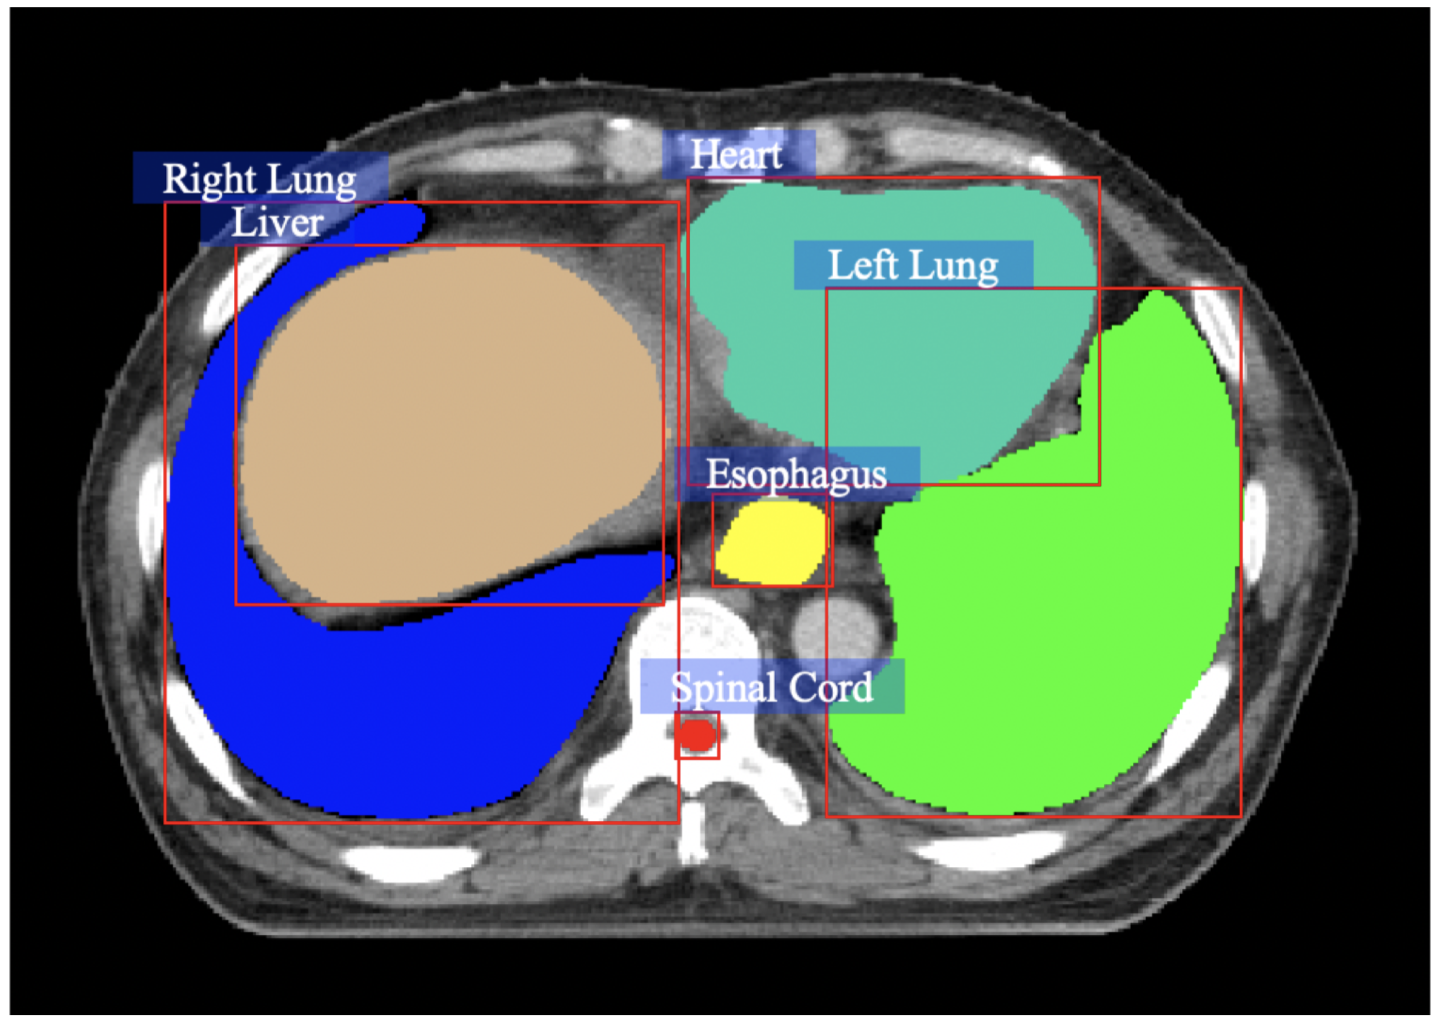 Heart
Right Lung
Liver
Left Lung
Esophagus
Spinal Cord